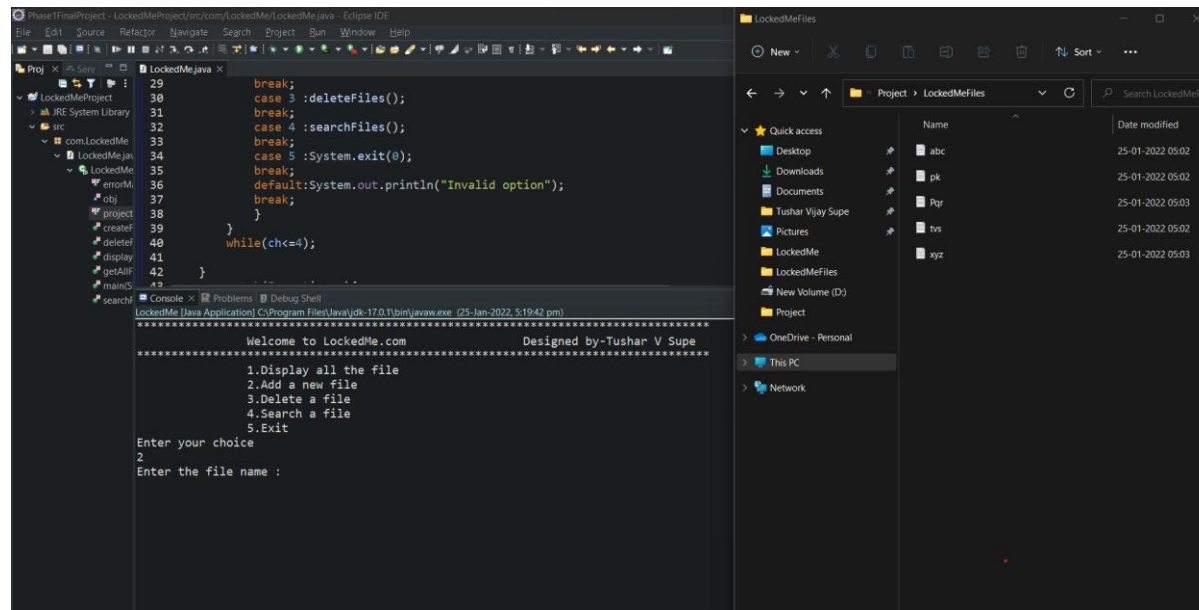 Phase1FinalProject - LockedMeProject/src/com/LockedMe/LockedMe.java - Eclipse IDE
File Edit Source Refactor Navigate Search Project Run Window Help
Proj Serv LockedMe.java
LockedMeProject
JRE System Library
src
com.LockedMe
LockedMe.jav
LockedMe
errorM
obj
project
createF
deleteF
display
getAllF
main(S
searchF
29 break;
30 case 3 :deleteFiles();
31 break;
32 case 4 :searchFiles();
33 break;
34 case 5 :System.exit(0);
35 break;
36 default:System.out.println("Invalid option");
37 break;
38 }
39 }
40 while(ch<=4);
41
42 }
Console Problems Debug Shell
LockedMe [Java Application] C:\Program Files\Java\jdk-17.0.1\bin\javaw.exe (25-Jan-2022, 5:19:42 pm)
***********************************************************************************
Welcome to LockedMe.com Designed by-Tushar V Supe
***********************************************************************************
1.Display all the file
2.Add a new file
3.Delete a file
4.Search a file
5.Exit
Enter your choice
2
Enter the file name :
LockedMeFiles
New Sort ...
Project > LockedMeFiles Search LockedMeF
Quick access
Desktop
Downloads
Documents
Tushar Vijay Supe
Pictures
LockedMe
LockedMeFiles
New Volume (D:)
Project
OneDrive - Personal
This PC
Network
Name Date modified
abc 25-01-2022 05:02
pk 25-01-2022 05:02
Pqr 25-01-2022 05:03
tvs 25-01-2022 05:02
xyz 25-01-2022 05:03